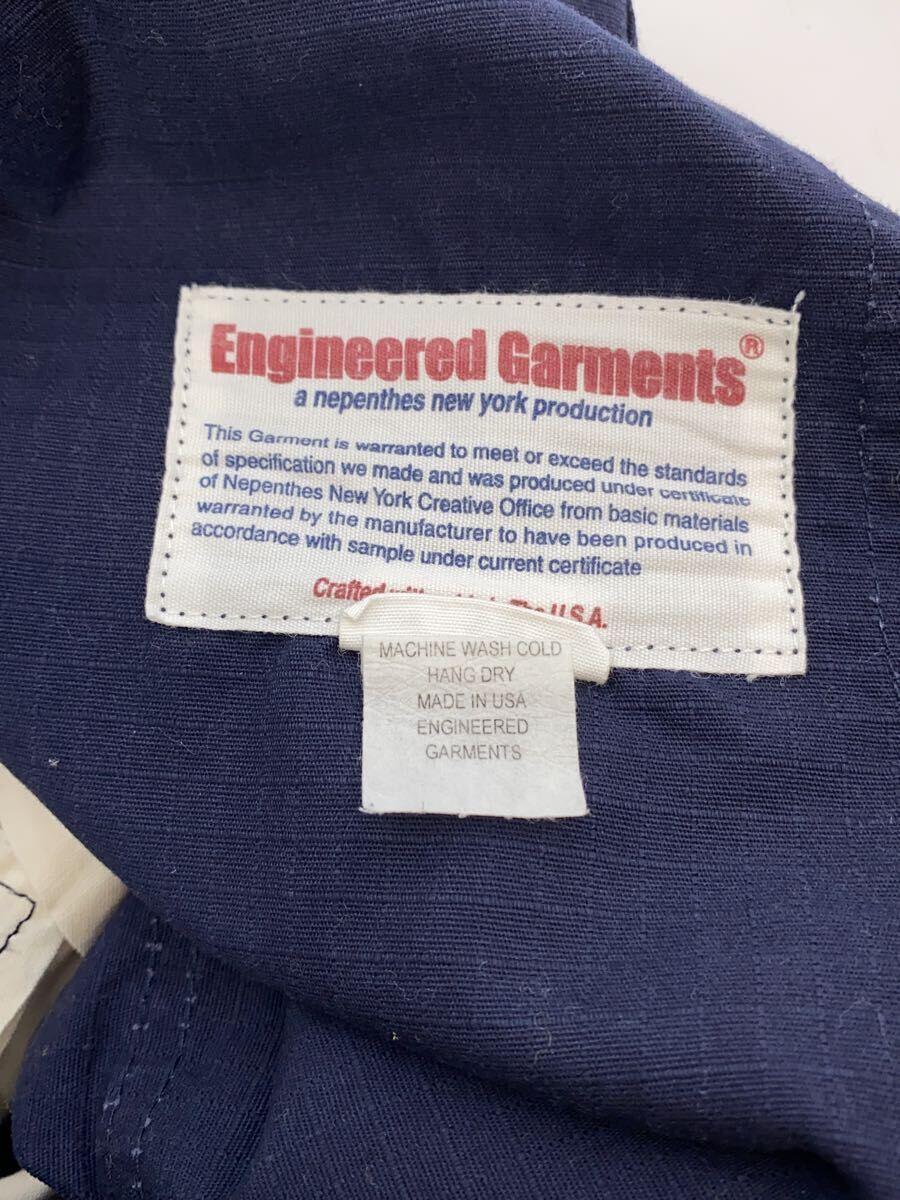 Engineered Garments®
a nepenthes new york production
This Garment is warranted to meet or exceed the standards
of specification we made and was produced under certificate
of Nepenthes New York Creative Office from basic materials
warranted by the manufacturer to have been produced in
accordance with sample under current certificate
Crafted The U.S.A.
MACHINE WASH COLD
HANG DRY
MADE IN USA
ENGINEERED
GARMENTS